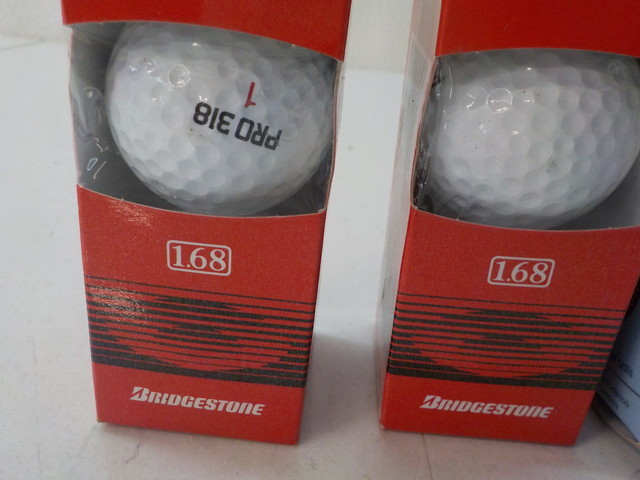 1
PRO 318
1.68
BRIDGESTONE
1.68
BRIDGESTONE